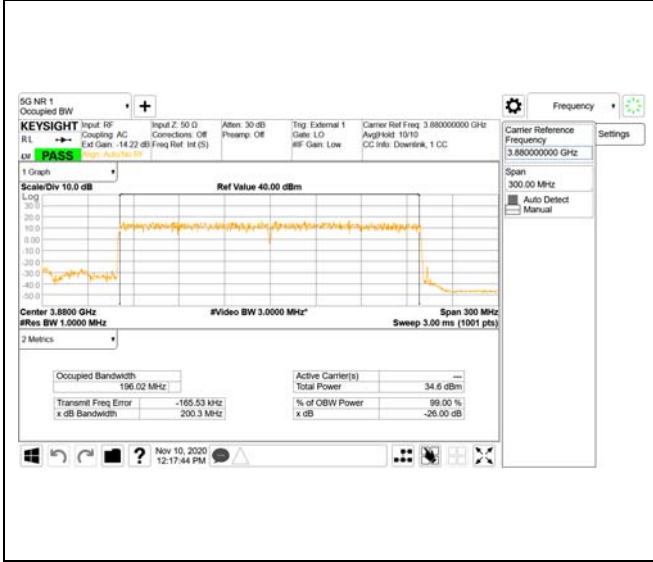 5G NR 1
Occupied BW
Frequency
KEYSIGHT
Input: RF
Input Z: 50 Ω
Atten: 30 dB
Trig: External 1
Carrier Ref Freq: 3.880000000 GHz
R L
Coupling: AC
Corrections: Off
Preamp: Off
Gate: LO
Avg|Hold: 10/10
Ext Gain: -14.22 dB
Freq Ref: Int (S)
#IF Gain: Low
CC Info: Downlink, 1 CC
PASS
Align: Auto/No RF
Carrier Reference
Frequency
3.880000000 GHz
Settings
Span
300.00 MHz
Auto Detect
Manual
1 Graph
Scale/Div 10.0 dB
Ref Value 40.00 dBm
Log
30.0
20.0
10.0
0.00
-10.0
-20.0
-30.0
-40.0
-50.0
Center 3.8800 GHz
#Video BW 3.0000 MHz*
Span 300 MHz
#Res BW 1.0000 MHz
Sweep 3.00 ms (1001 pts)
2 Metrics
Occupied Bandwidth
196.02 MHz
Active Carrier(s)
---
Total Power
34.6 dBm
Transmit Freq Error
-165.53 kHz
% of OBW Power
99.00 %
x dB Bandwidth
200.3 MHz
x dB
-26.00 dB
Nov 10, 2020
12:17:44 PM